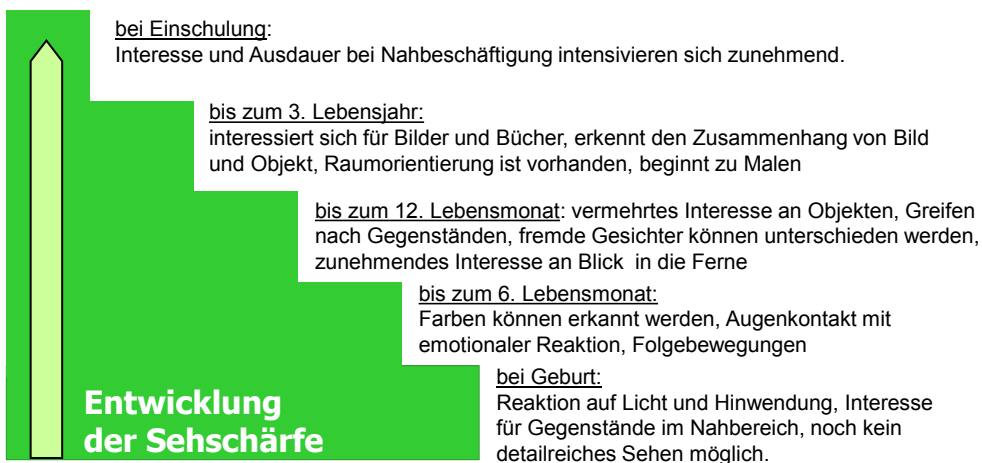 bei Einschulung:
Interesse und Ausdauer bei Nahbeschäftigung intensivieren sich zunehmend.
bis zum 3. Lebensjahr:
interessiert sich für Bilder und Bücher, erkennt den Zusammenhang von Bild
und Objekt, Raumorientierung ist vorhanden, beginnt zu Malen
bis zum 12. Lebensmonat: vermehrtes Interesse an Objekten, Greifen
nach Gegenständen, fremde Gesichter können unterschieden werden,
zunehmendes Interesse an Blick in die Ferne
bis zum 6. Lebensmonat:
Farben können erkannt werden, Augenkontakt mit
emotionaler Reaktion, Folgebewegungen
bei Geburt:
Reaktion auf Licht und Hinwendung, Interesse
für Gegenstände im Nahbereich, noch kein
detailreiches Sehen möglich.
Entwicklung
der Sehschärfe